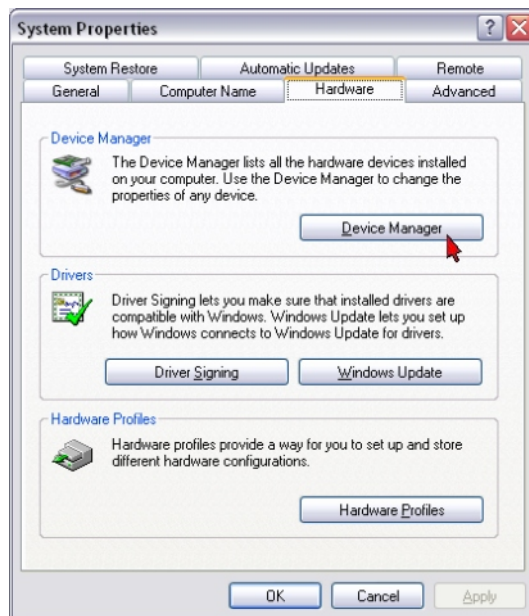 System Properties
System Restore Automatic Updates Remote
General Computer Name Hardware Advanced
Device Manager
The Device Manager lists all the hardware devices installed
on your computer. Use the Device Manager to change the
properties of any device.
Device Manager
Drivers
Driver Signing lets you make sure that installed drivers are
compatible with Windows. Windows Update lets you set up
how Windows connects to Windows Update for drivers.
Driver Signing Windows Update
Hardware Profiles
Hardware profiles provide a way for you to set up and store
different hardware configurations.
Hardware Profiles
OK Cancel Apply